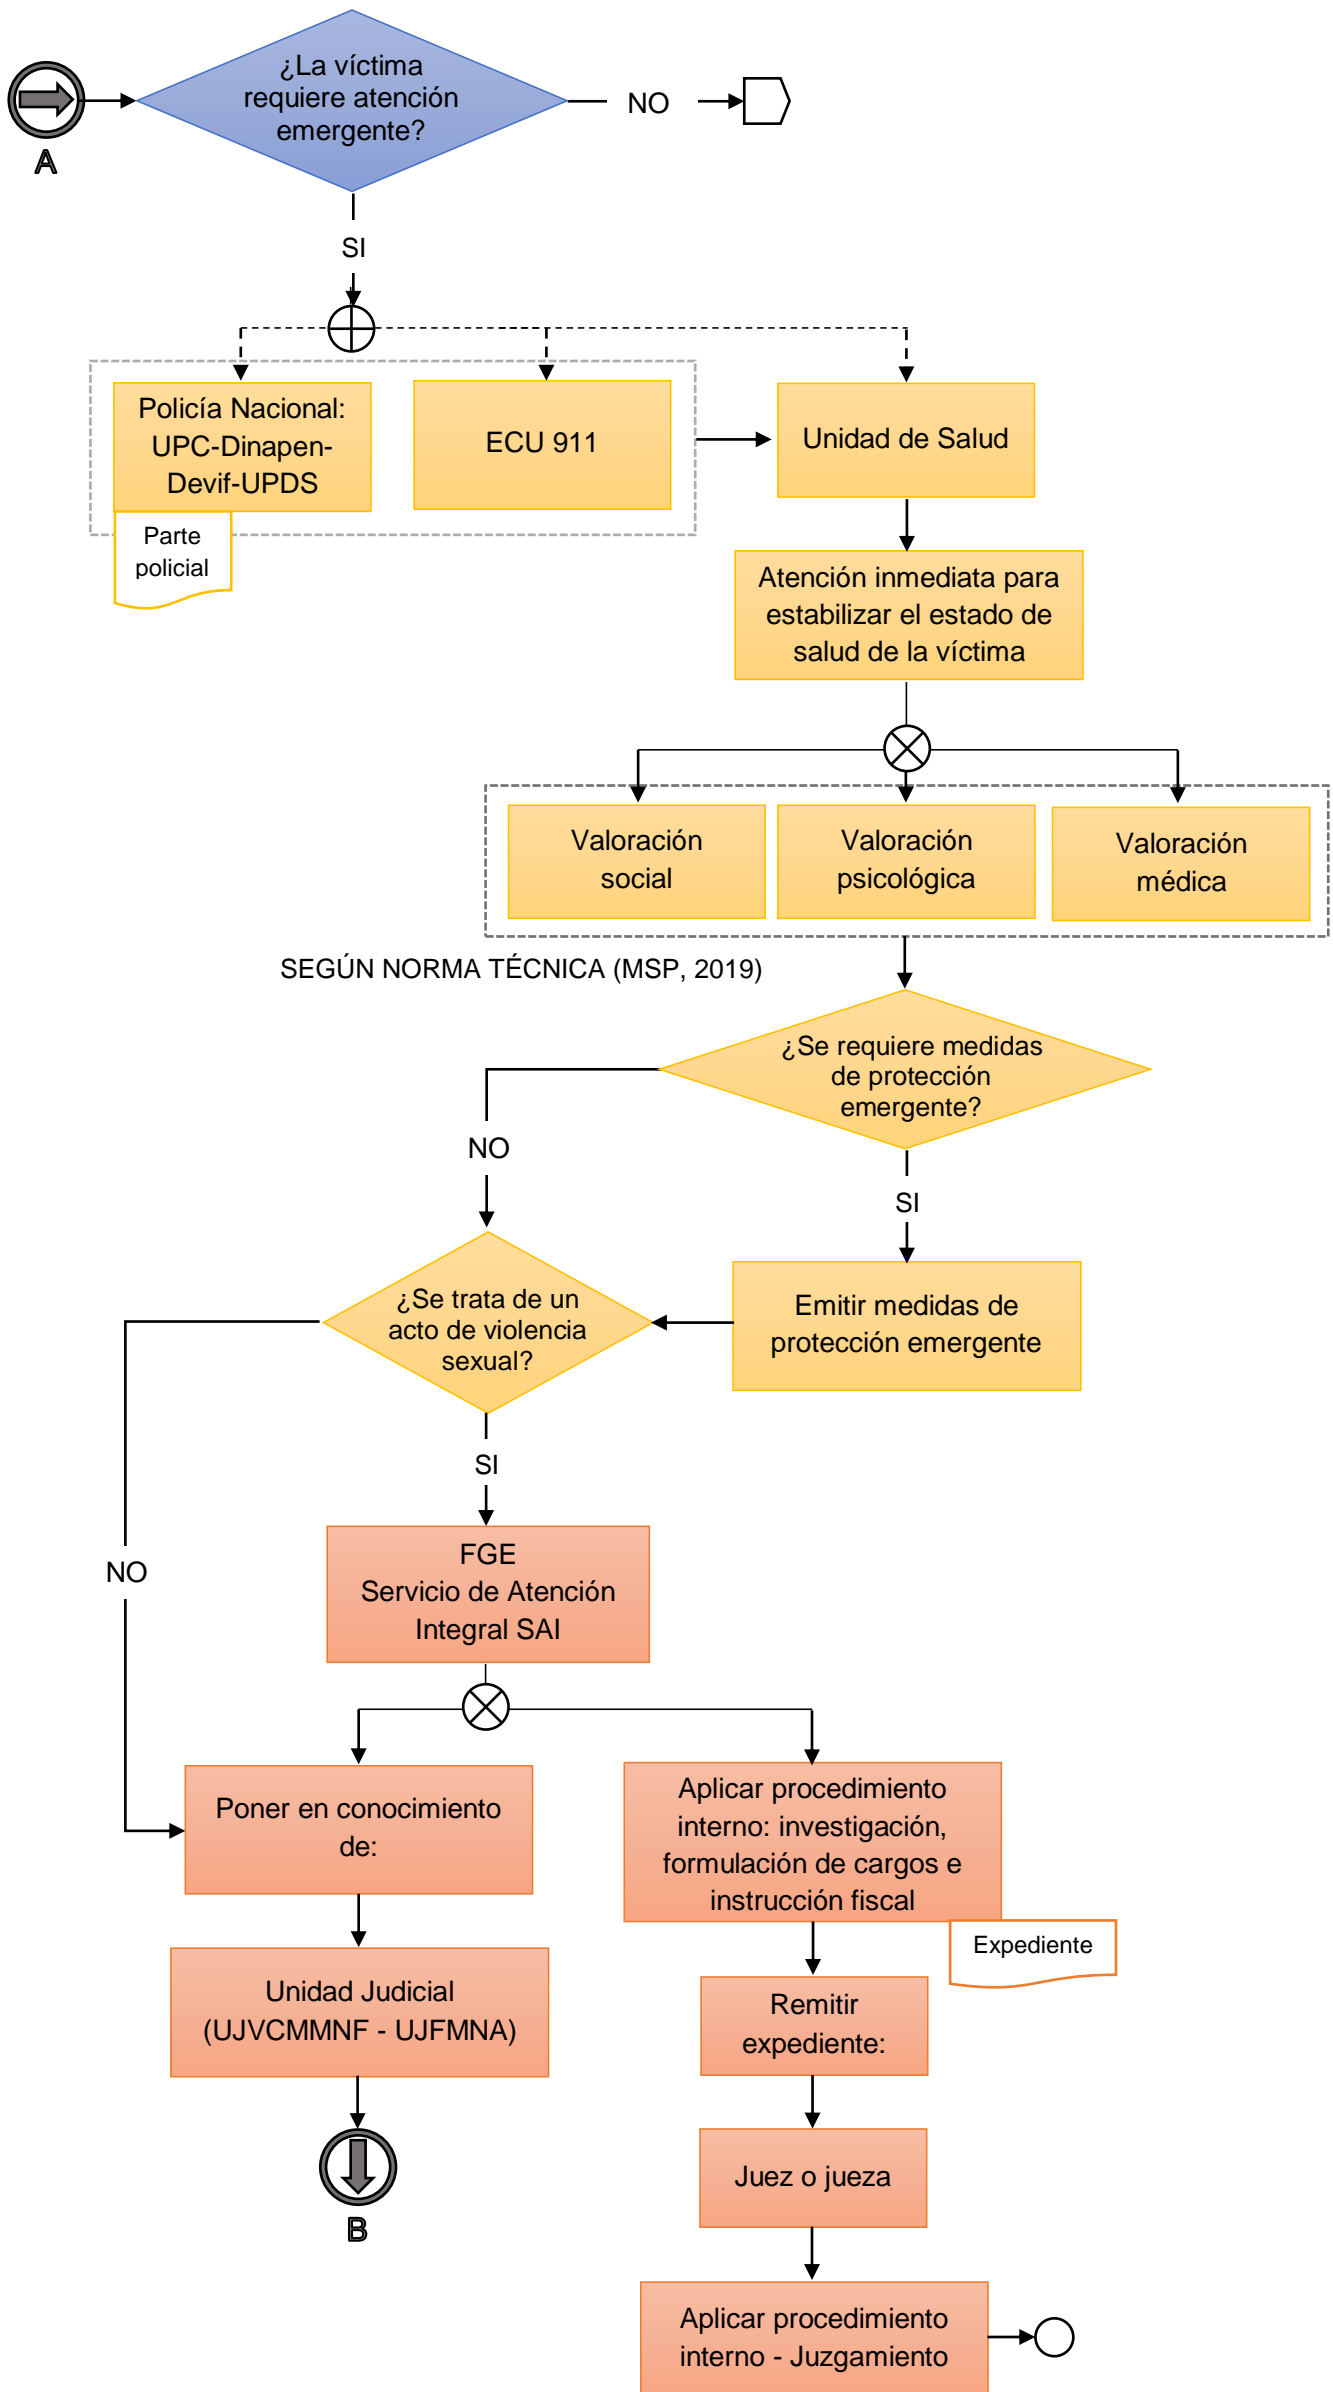 ¿La víctima
requiere atención
emergente?
NO
A
SI
Policía Nacional:
UPC-Dinapen-
Devif-UPDS
ECU 911
Unidad de Salud
Parte
policial
Atención inmediata para
estabilizar el estado de
salud de la víctima
Valoración
social
Valoración
psicológica
Valoración
médica
SEGÚN NORMA TÉCNICA (MSP, 2019)
¿Se requiere medidas
de protección
emergente?
NO
SI
¿Se trata de un
acto de violencia
sexual?
Emitir medidas de
protección emergente
SI
NO
FGE
Servicio de Atención
Integral SAI
Poner en conocimiento
de:
Aplicar procedimiento
interno: investigación,
formulación de cargos e
instrucción fiscal
Expediente
Unidad Judicial
(UJVCMMNF - UJFMNA)
Remitir
expediente:
B
Juez o jueza
Aplicar procedimiento
interno - Juzgamiento